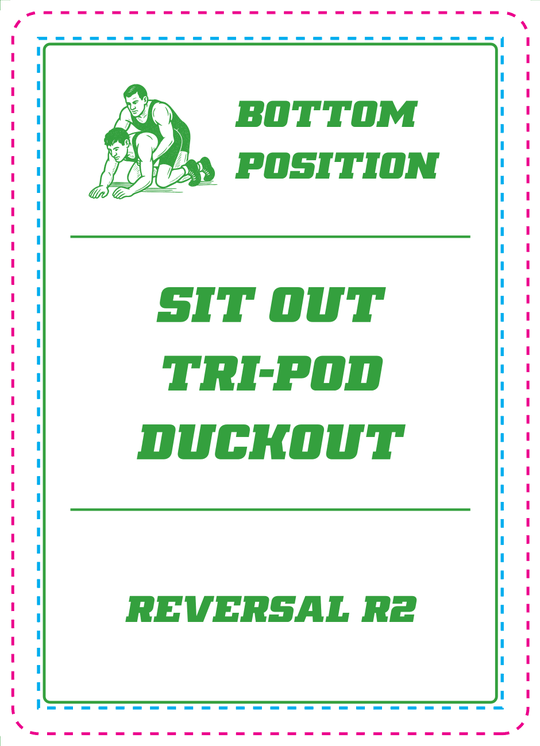 BOTTOM
POSITION
SIT OUT
TRI-POD
DUCKOUT
REVERSAL R2